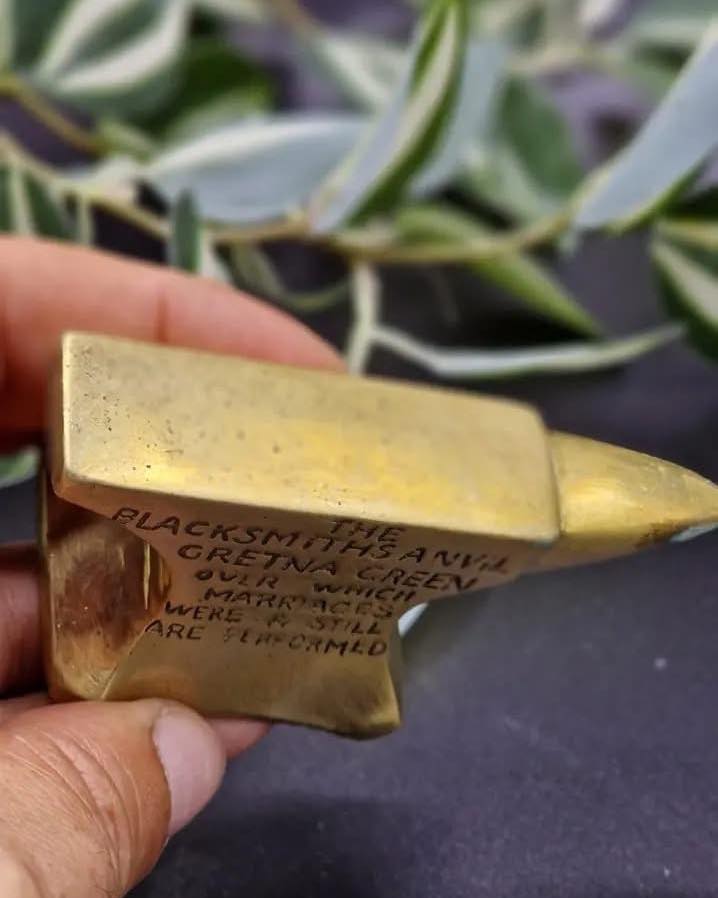 THE
BLACKSMITHS ANVIL
GRETNA GREEN
OVER WHICH
MARRIAGES
WERE & STILL
ARE PERFORMED